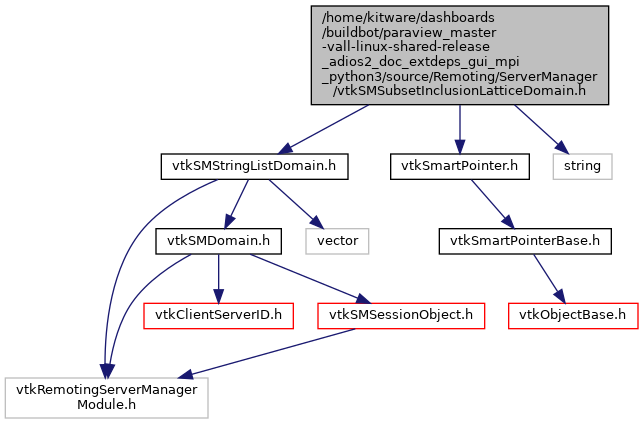 /home/kitware/dashboards
/buildbot/paraview_master
-vall-linux-shared-release
_adios2_doc_extdeps_gui_mpi
_python3/source/Remoting/ServerManager
/vtkSMSubsetInclusionLatticeDomain.h
vtkSMStringListDomain.h
vtkSmartPointer.h
string
vtkSMDomain.h
vector
vtkSmartPointerBase.h
vtkClientServerID.h
vtkSMSessionObject.h
vtkObjectBase.h
vtkRemotingServerManager
Module.h